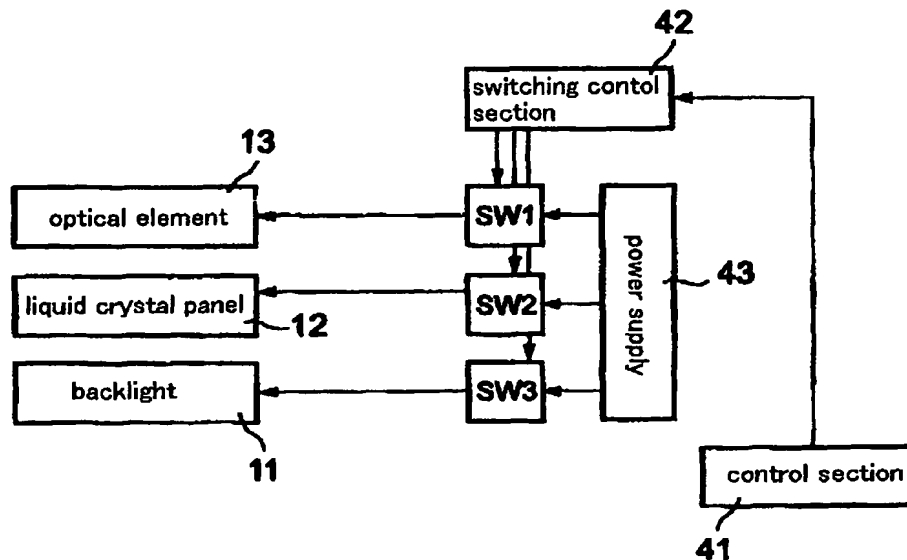 42
switching contol
section
13
optical element
SW1
power supply
43
liquid crystal panel
12
SW2
backlight
11
SW3
control section
41